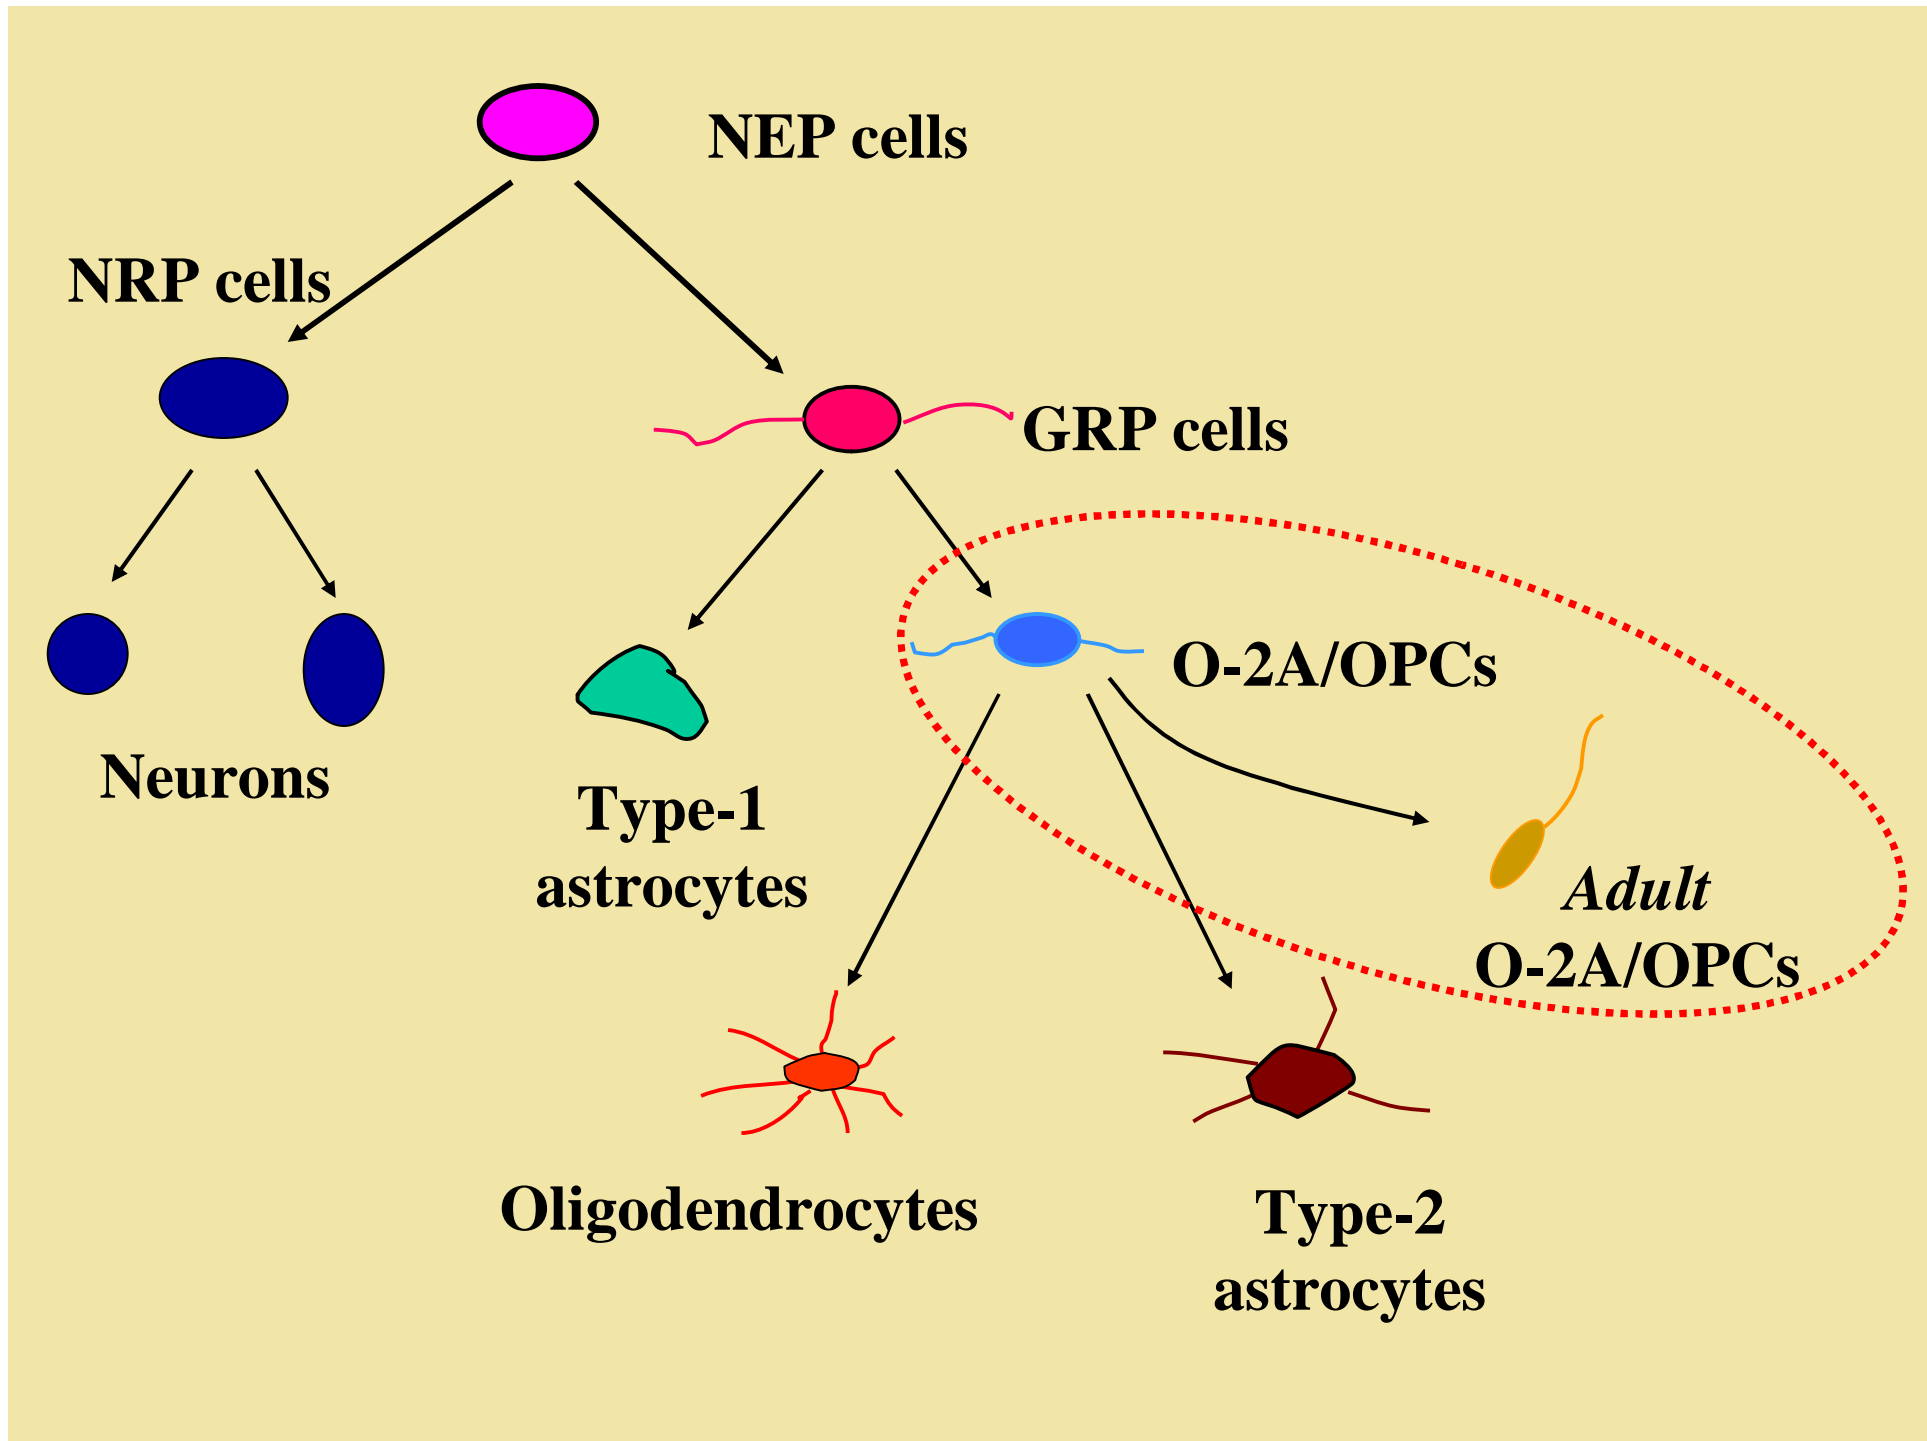 NEP cells
NRP cells
GRP cells
O-2A/OPCs
Neurons
Type-1
astrocytes
Adult
O-2A/OPCs
Oligodendrocytes
Type-2
astrocytes